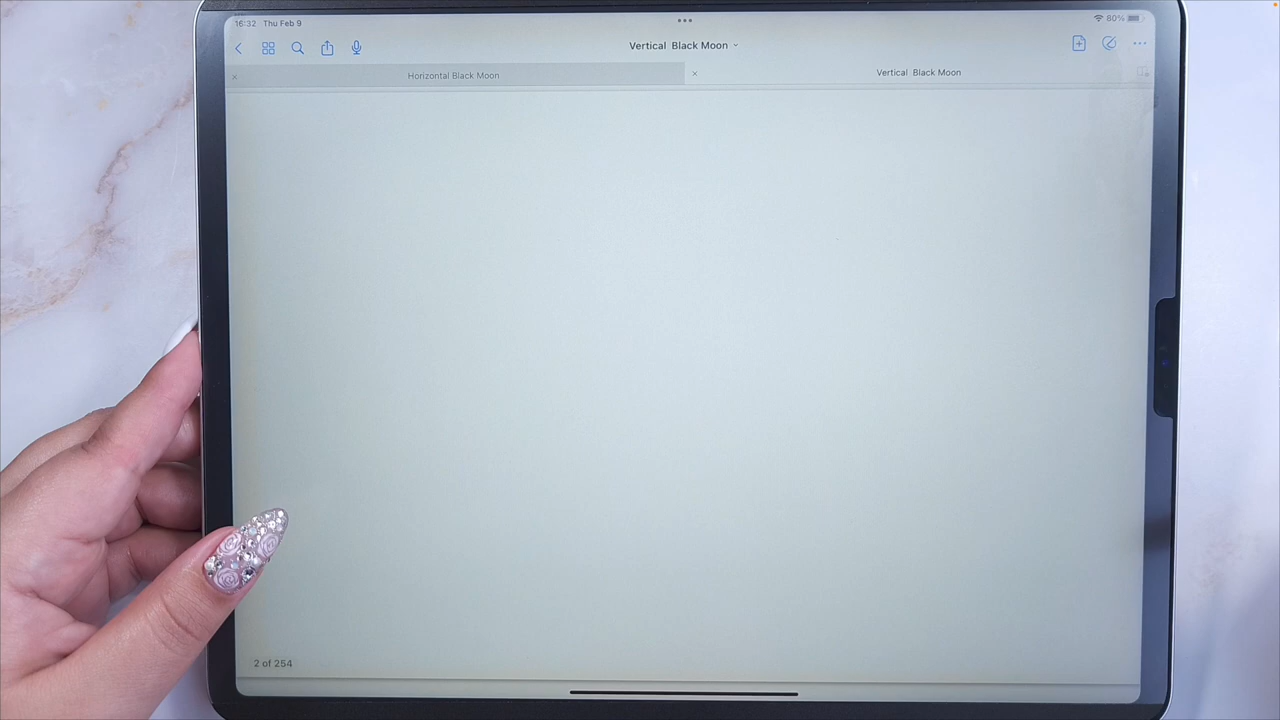 16:32 Thu Feb 9
80%
Vertical Black Moon
Horizontal Black Moon
Vertical Black Moon
2 of 254